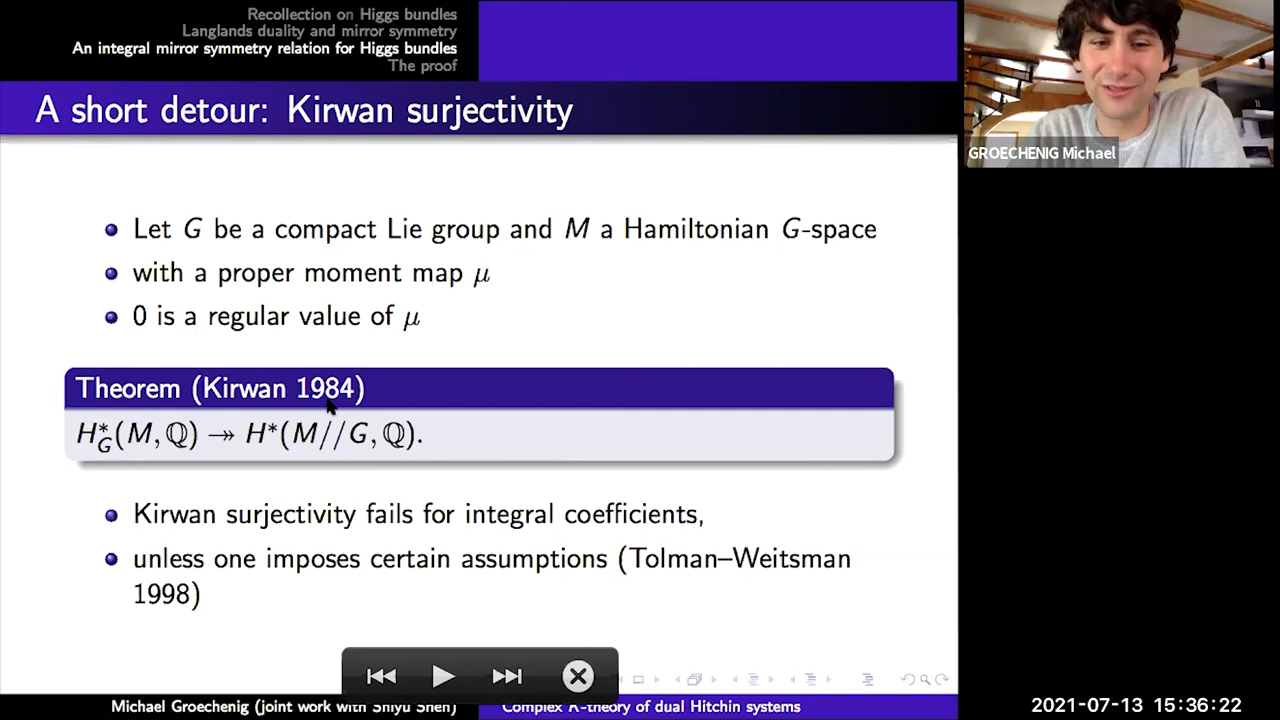 Recollection on Higgs bundles
Langlands duality and mirror symmetry
An integral mirror symmetry relation for Higgs bundles
The proof
A short detour: Kirwan surjectivity
GROECHENIG Michael
Let G be a compact Lie group and M a Hamiltonian G-space
with a proper moment map μ
0 is a regular value of μ
Theorem (Kirwan 1984)
H*_G(M, ℚ) ↠ H*(M//G, ℚ).
Kirwan surjectivity fails for integral coefficients,
unless one imposes certain assumptions (Tolman–Weitsman
1998)
Michael Groechenig (joint work with Shiyu Shen)
Complex K-theory of dual Hitchin systems
2021-07-13 15:36:22